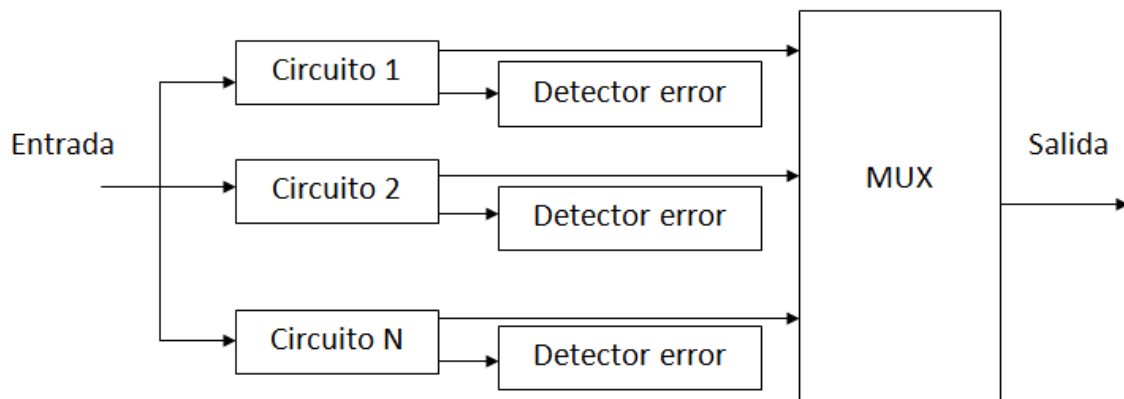 Circuito 1
Detector error
Entrada
Circuito 2
Detector error
MUX
Salida
Circuito N
Detector error